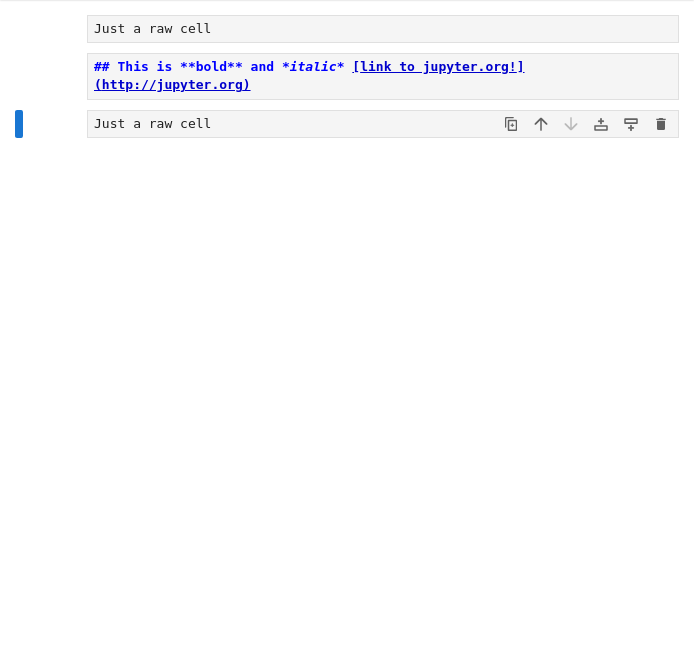 Just a raw cell
## This is **bold** and *italic* [link to jupyter.org!]
(http://jupyter.org)
Just a raw cell